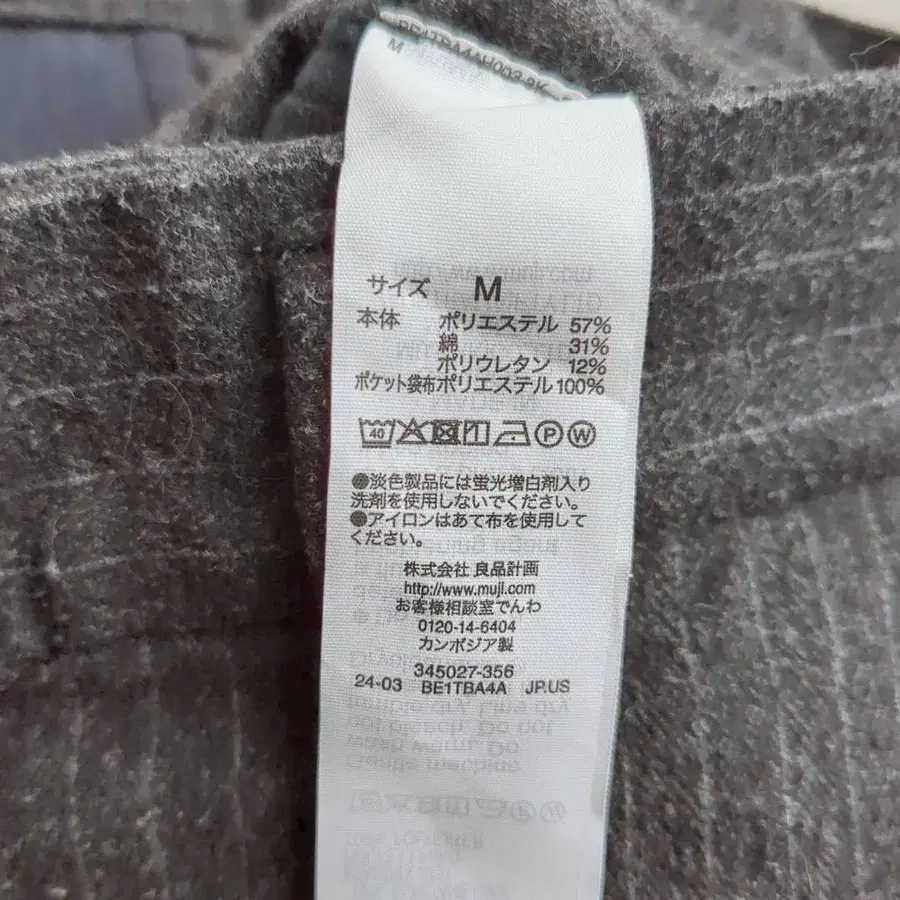 M
サイズ M
本体 ポリエステル 57%
綿 31%
ポリウレタン 12%
ポケット袋布ポリエステル100%
40 P W
●淡色製品には蛍光増白剤入り
洗剤を使用しないでください。
●アイロンはあて布を使用して
ください。
株式会社 良品計画
http://www.muji.com
お客様相談室でんわ
0120-14-6404
カンボジア製
345027-356
24-03 BE1TBA4A JP.US